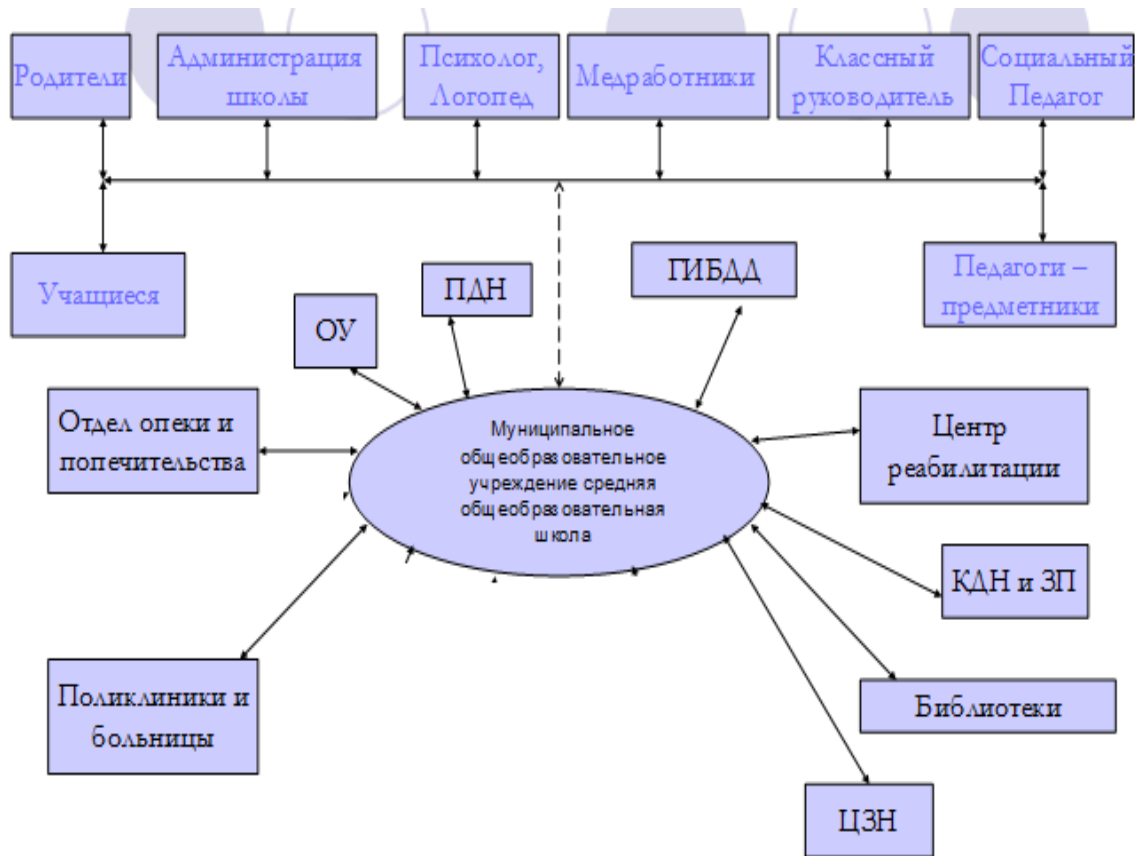 Родители
Администрация
школы
Психолог,
Логопед
Медработники
Классный
руководитель
Социальный
Педагог
Учащиеся
Педагоги –
предметники
ОУ
ПДН
ГИБДД
Отдел опеки и
попечительства
Муниципальное
общеобразовательное
учреждение средняя
общеобразовательная
школа
Центр
реабилитации
КДН и ЗП
Поликлиники и
больницы
Библиотеки
ЦЗН